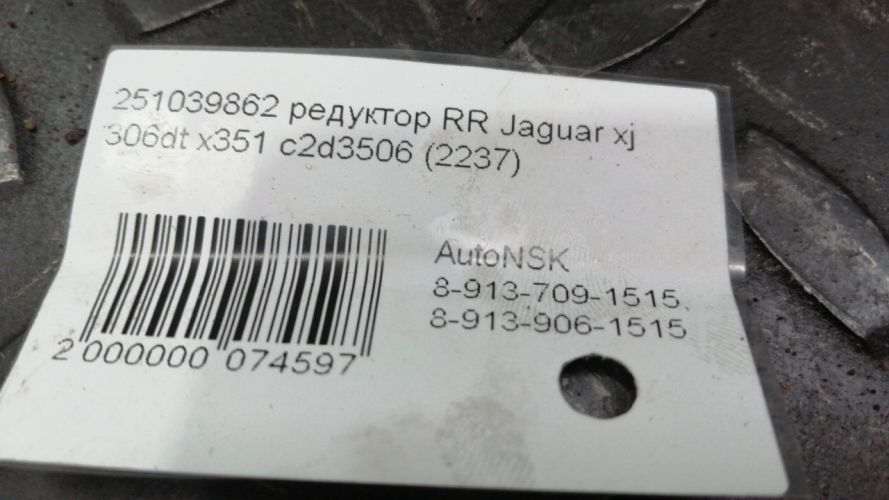 251039862 редуктор RR Jaguar xj
306dt x351 c2d3506 (2237)
AutoNSK
8-913-709-1515,
8-913-906-1515
2 000000 074597